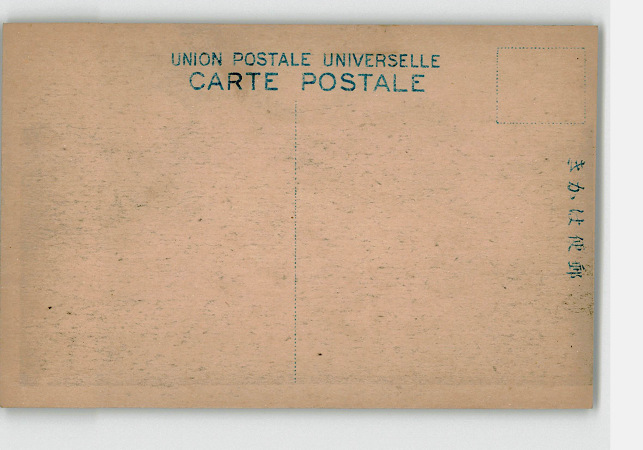 UNION POSTALE UNIVERSELLE
CARTE POSTALE
きかは便郵